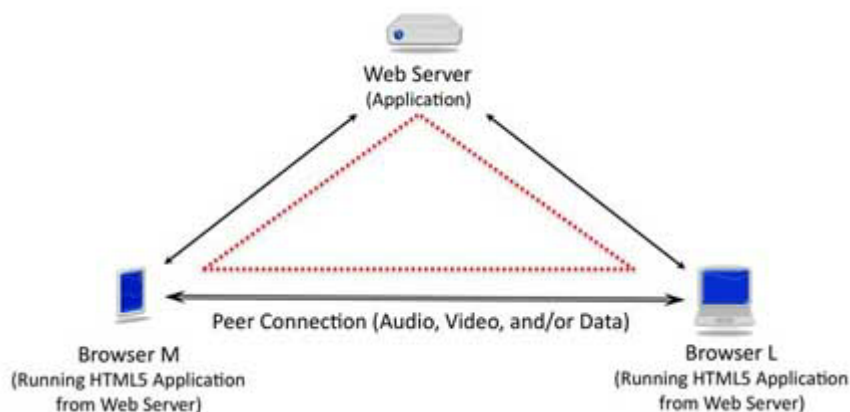 Web Server
(Application)
Peer Connection (Audio, Video, and/or Data)
Browser M
(Running HTML5 Application
from Web Server)
Browser L
(Running HTML5 Application
from Web Server)